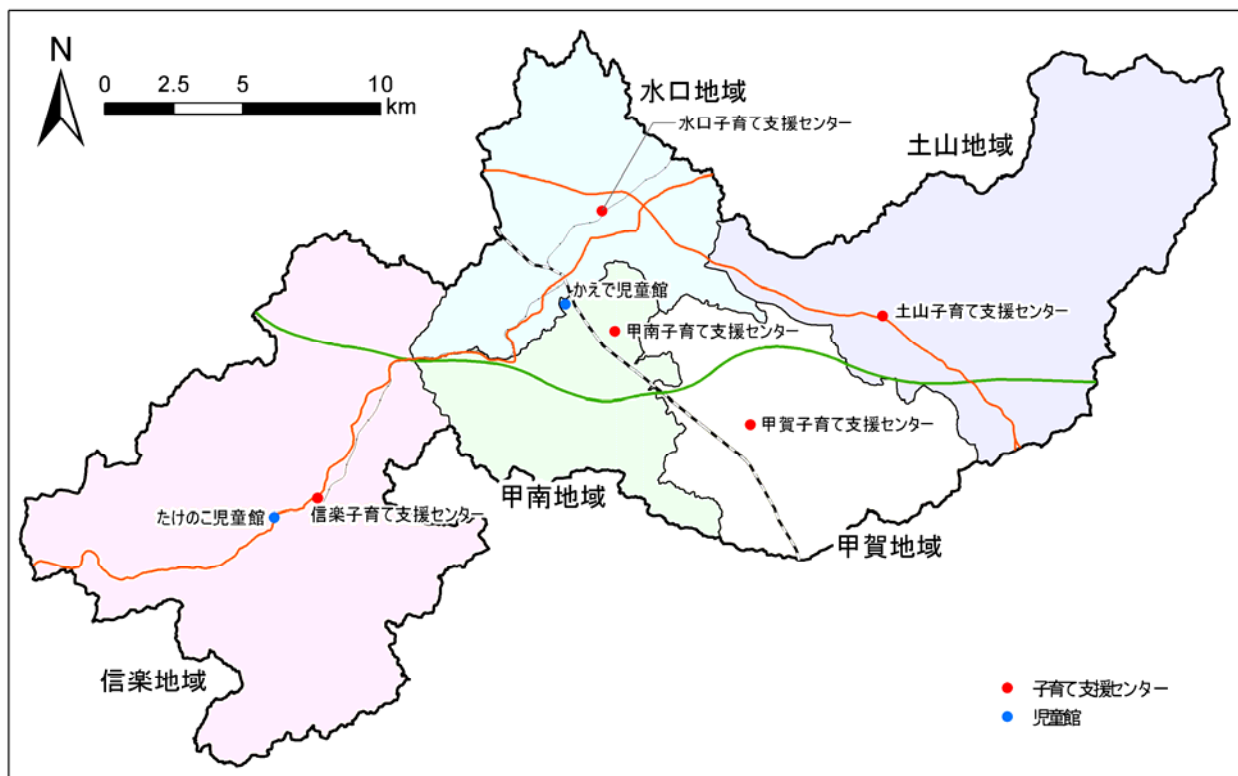 N
0 2.5 5 10
km
水口地域
水口子育て支援センター
土山地域
かえで児童館
土山子育て支援センター
甲南子育て支援センター
甲賀子育て支援センター
甲南地域
たけのこ児童館
信楽子育て支援センター
甲賀地域
信楽地域
子育て支援センター
児童館